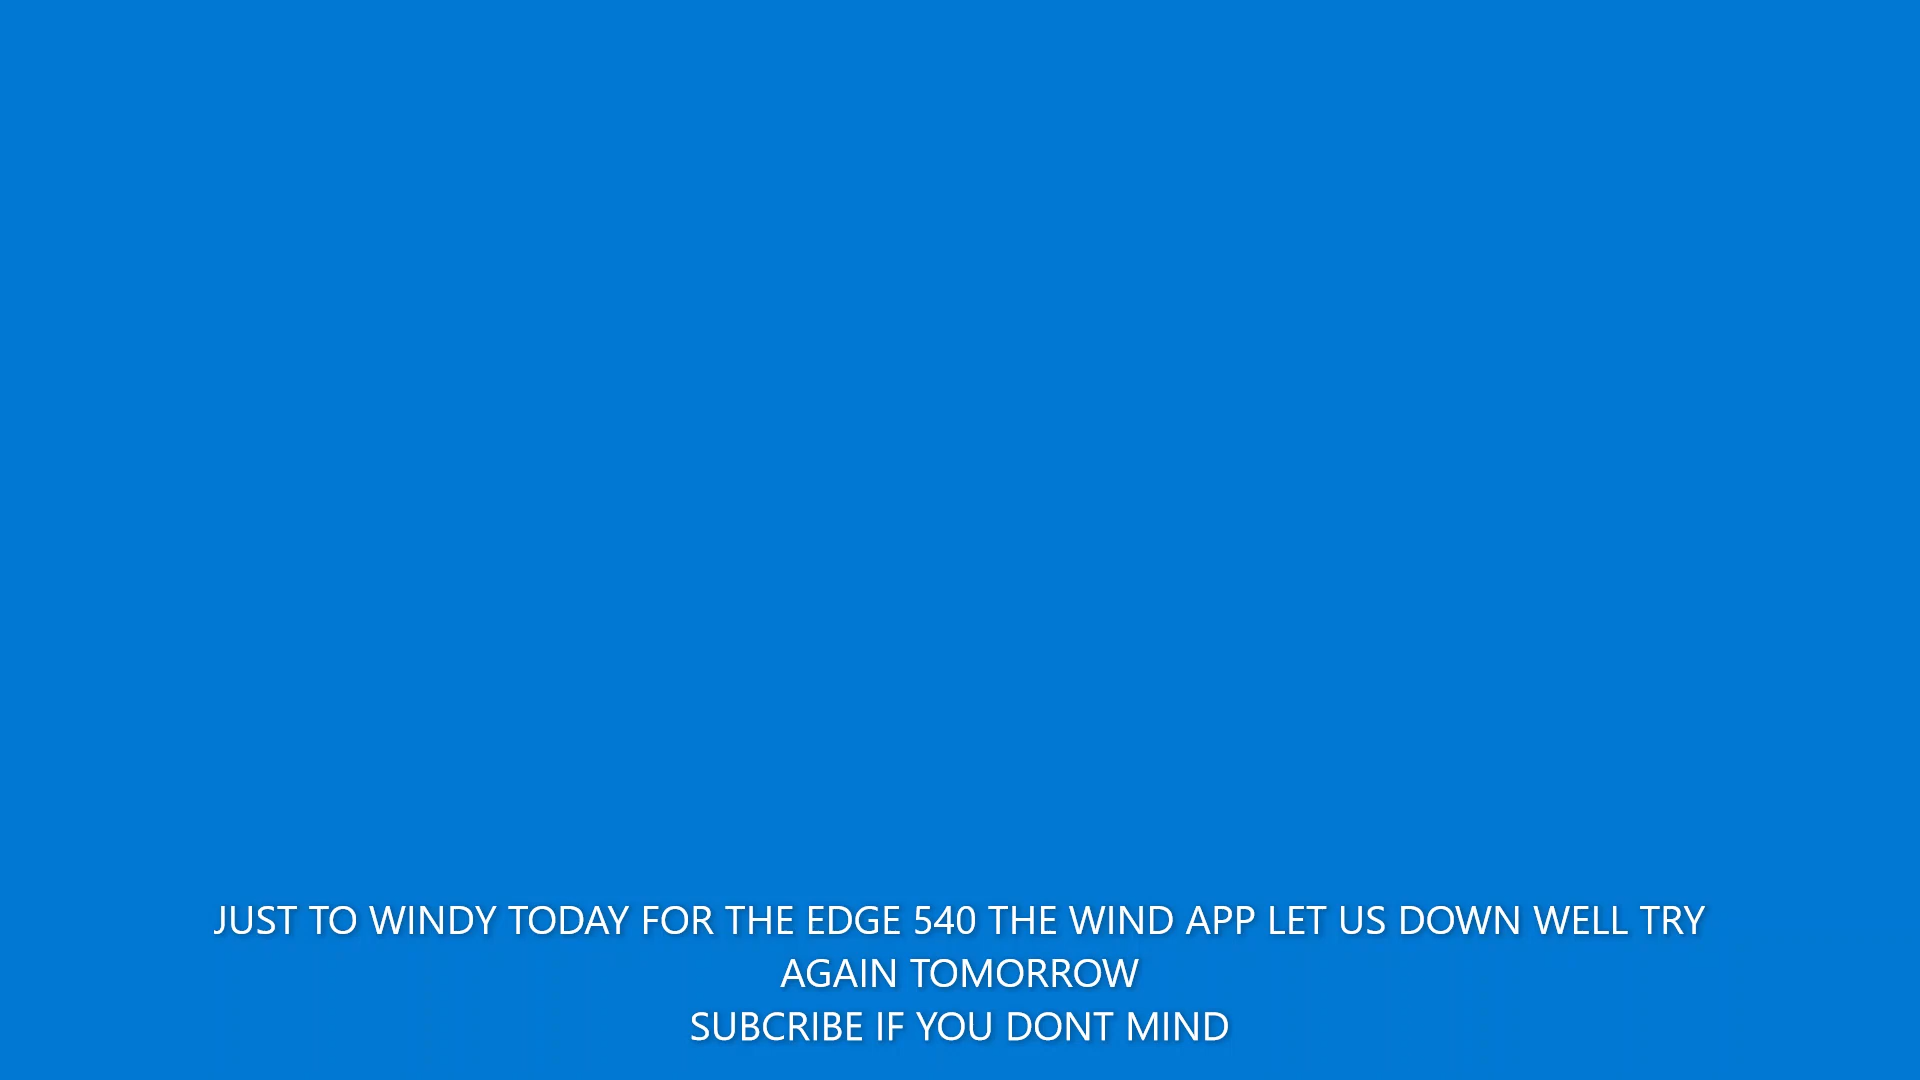 JUST TO WINDY TODAY FOR THE EDGE 540 THE WIND APP LET US DOWN WELL TRY
AGAIN TOMORROW
SUBCRIBE IF YOU DONT MIND